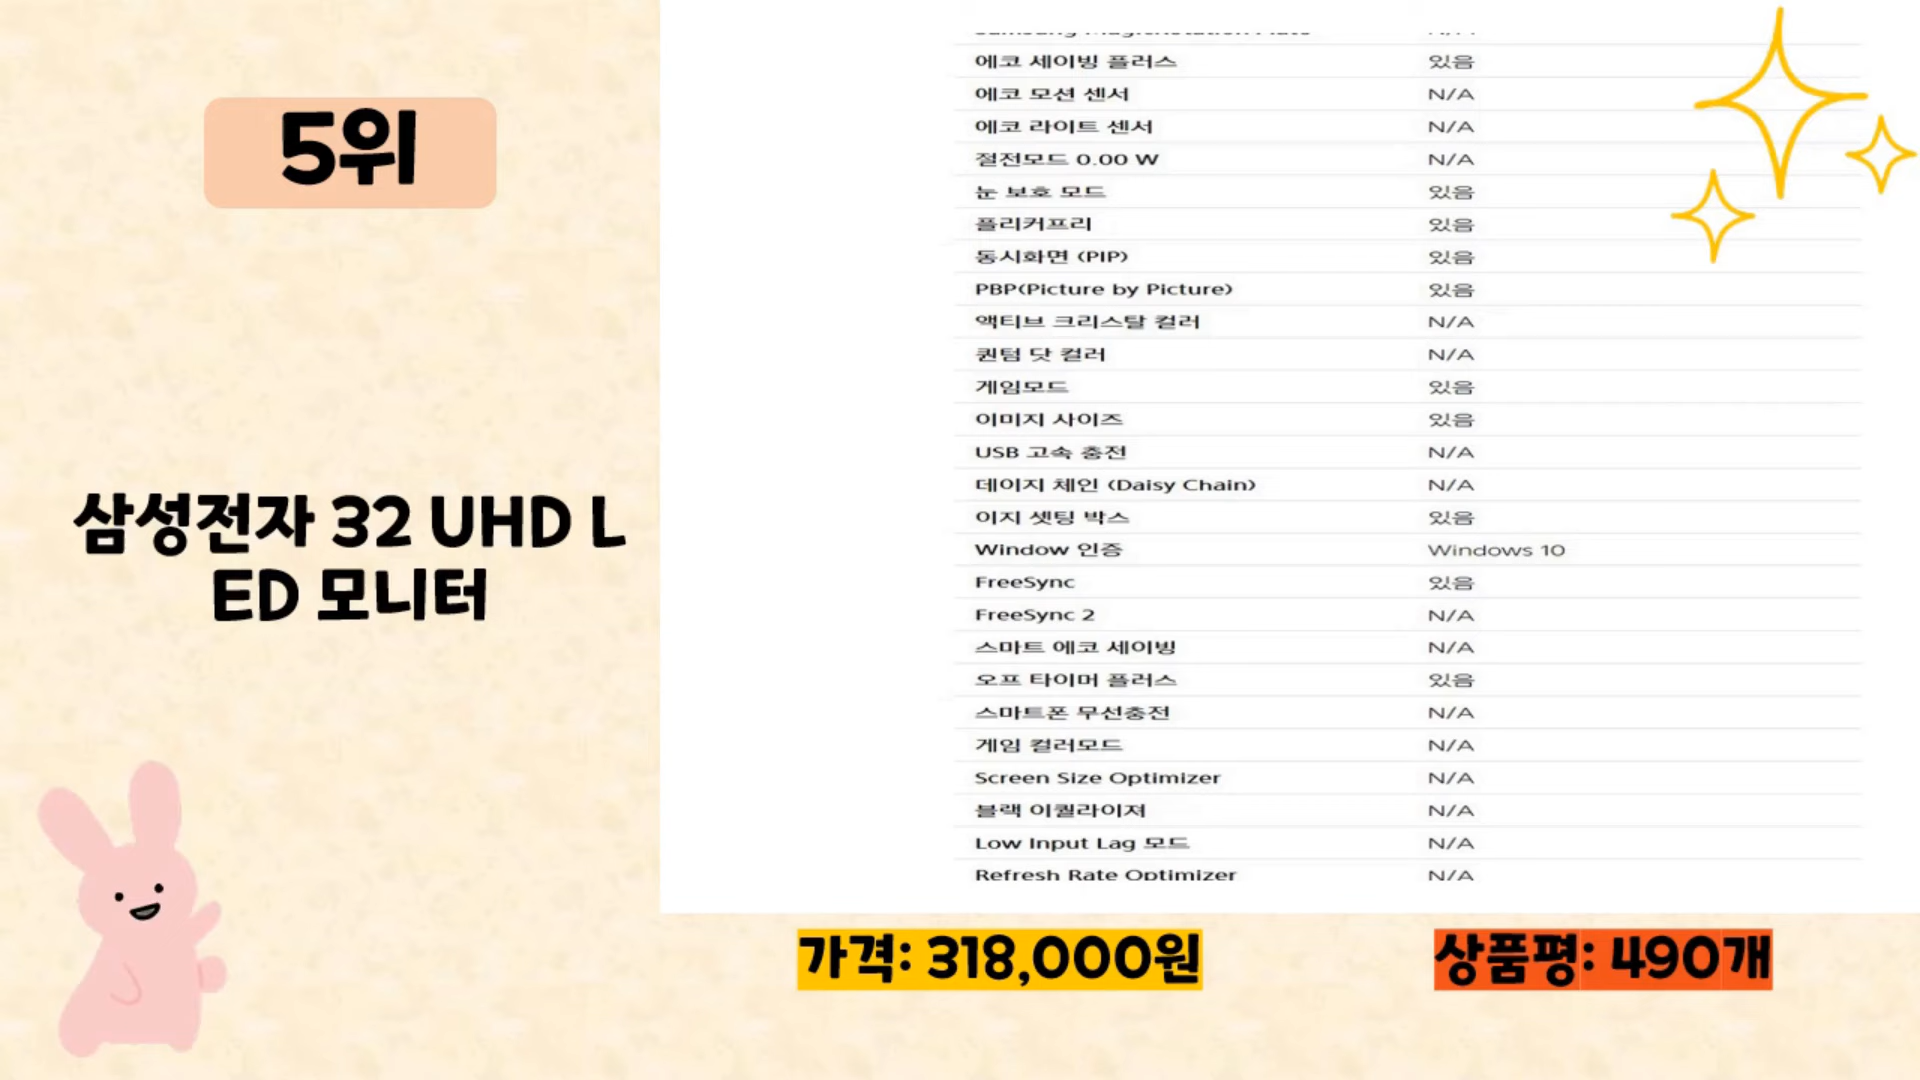 5위
삼성전자 32 UHD L
ED 모니터
에코 세이빙 플러스 있음
에코 모션 센서 N/A
에코 라이트 센서 N/A
절전모드 0.00 W N/A
눈 보호 모드 있음
플리커프리 있음
동시화면 (PIP) 있음
PBP(Picture by Picture) 있음
액티브 크리스탈 컬러 N/A
퀀텀 닷 컬러 N/A
게임모드 있음
이미지 사이즈 있음
USB 고속 충전 N/A
데이지 체인 (Daisy Chain) N/A
이지 셋팅 박스 있음
Window 인증 Windows 10
FreeSync 있음
FreeSync 2 N/A
스마트 에코 세이빙 N/A
오프 타이머 플러스 있음
스마트폰 무선충전 N/A
게임 컬러모드 N/A
Screen Size Optimizer N/A
블랙 이퀄라이져 N/A
Low Input Lag 모드 N/A
Refresh Rate Optimizer N/A
가격: 318,000원
상품평: 490개